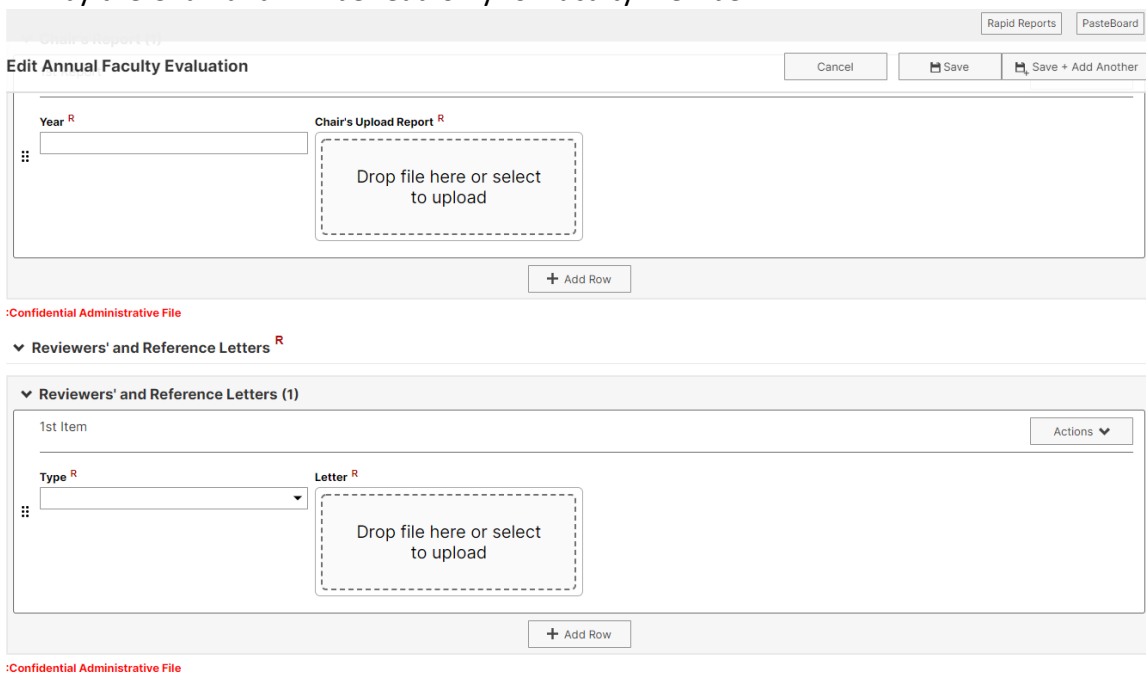 Rapid Reports PasteBoard
Edit Annual Faculty Evaluation
Cancel Save Save + Add Another
Year R Chair's Upload Report R
Drop file here or select
to upload
+ Add Row
:Confidential Administrative File
Reviewers' and Reference Letters R
Reviewers' and Reference Letters (1)
1st Item
Actions
Type R Letter R
Drop file here or select
to upload
+ Add Row
:Confidential Administrative File